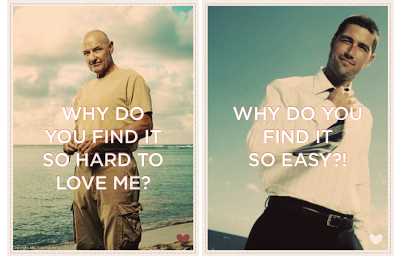 WHY DO
YOU FIND IT
SO HARD TO
LOVE ME?
WHY DO YOU
FIND IT
SO EASY?!